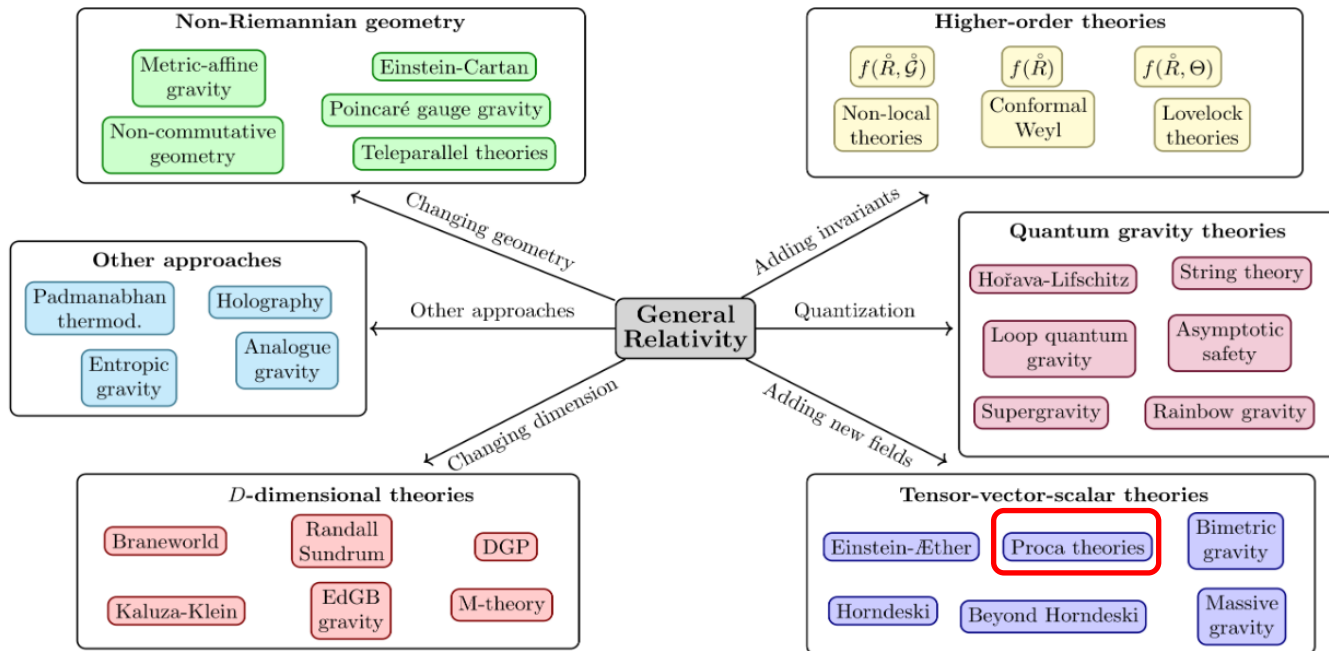 Non-Riemannian geometry
Metric-affine
gravity
Einstein-Cartan
Poincaré gauge gravity
Non-commutative
geometry
Teleparallel theories
Higher-order theories
f(R̊, 𝒢̊)
f(R̊)
f(R̊, Θ)
Non-local
theories
Conformal
Weyl
Lovelock
theories
Changing geometry
Adding invariants
Other approaches
Padmanabhan
thermod.
Holography
Entropic
gravity
Analogue
gravity
Other approaches
General
Relativity
Quantization
Quantum gravity theories
Hořava-Lifschitz
String theory
Loop quantum
gravity
Asymptotic
safety
Supergravity
Rainbow gravity
Changing dimension
Adding new fields
D-dimensional theories
Braneworld
Randall
Sundrum
DGP
Kaluza-Klein
EdGB
gravity
M-theory
Tensor-vector-scalar theories
Einstein-Æther
Proca theories
Bimetric
gravity
Horndeski
Beyond Horndeski
Massive
gravity